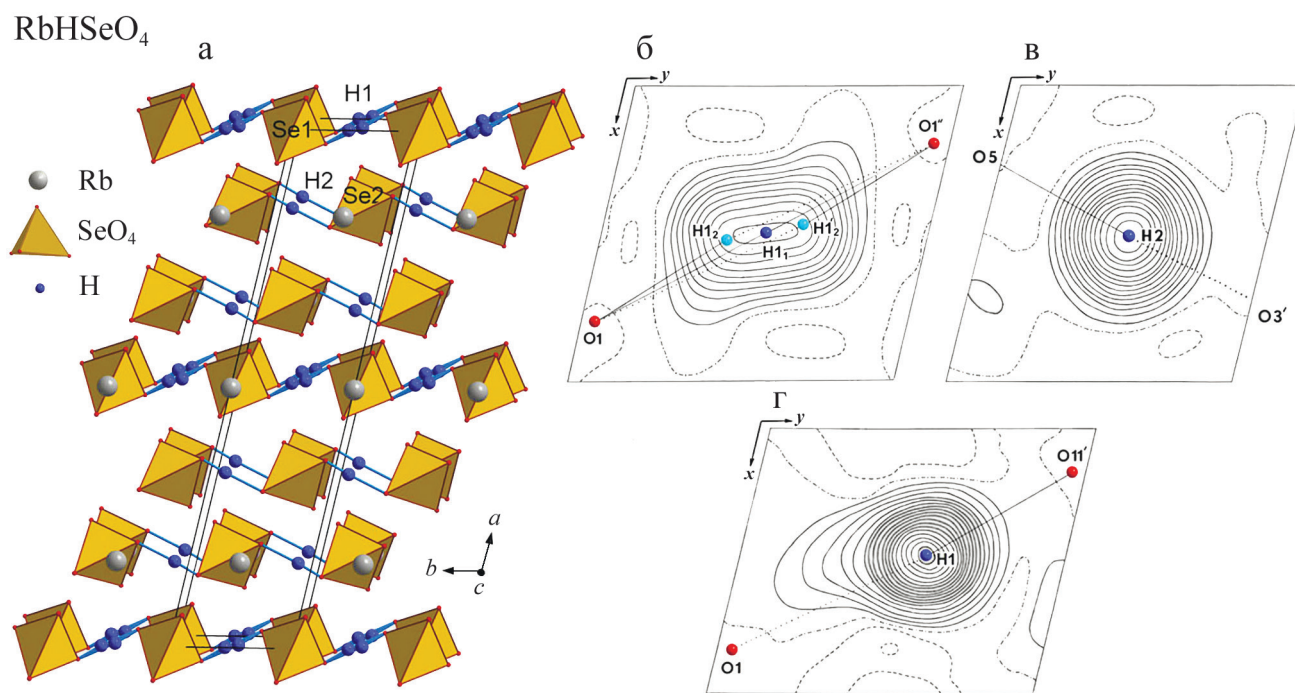 RbHSeO₄
а
Rb
SeO₄
H
H1
Se1
H2
Se2
a
b
c
б
y
x
O1″
H1₂
H1′₂
H1₁
O1
в
y
x
O5
H2
O3′
г
y
x
O11′
H1
O1